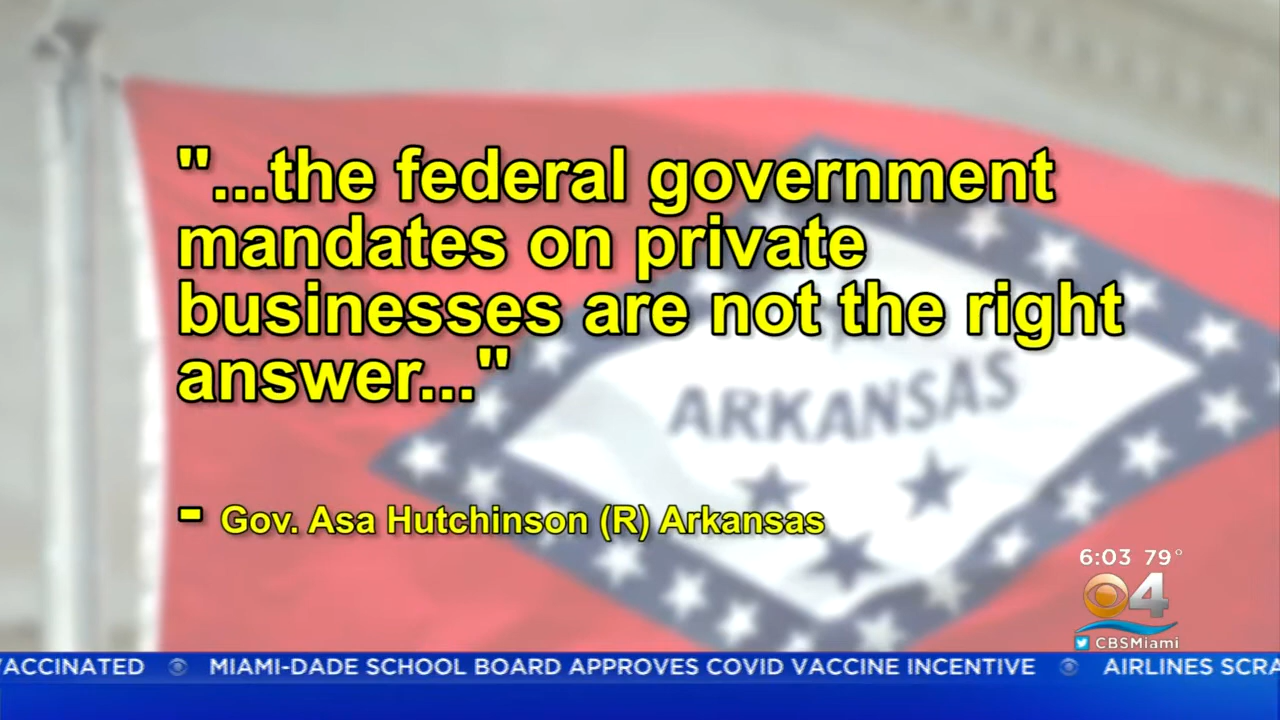 "...the federal government
mandates on private
businesses are not the right
answer..."
ARKANSAS
- Gov. Asa Hutchinson (R) Arkansas
6:03 79°
4
CBSMiami
VACCINATED MIAMI-DADE SCHOOL BOARD APPROVES COVID VACCINE INCENTIVE AIRLINES SCRA